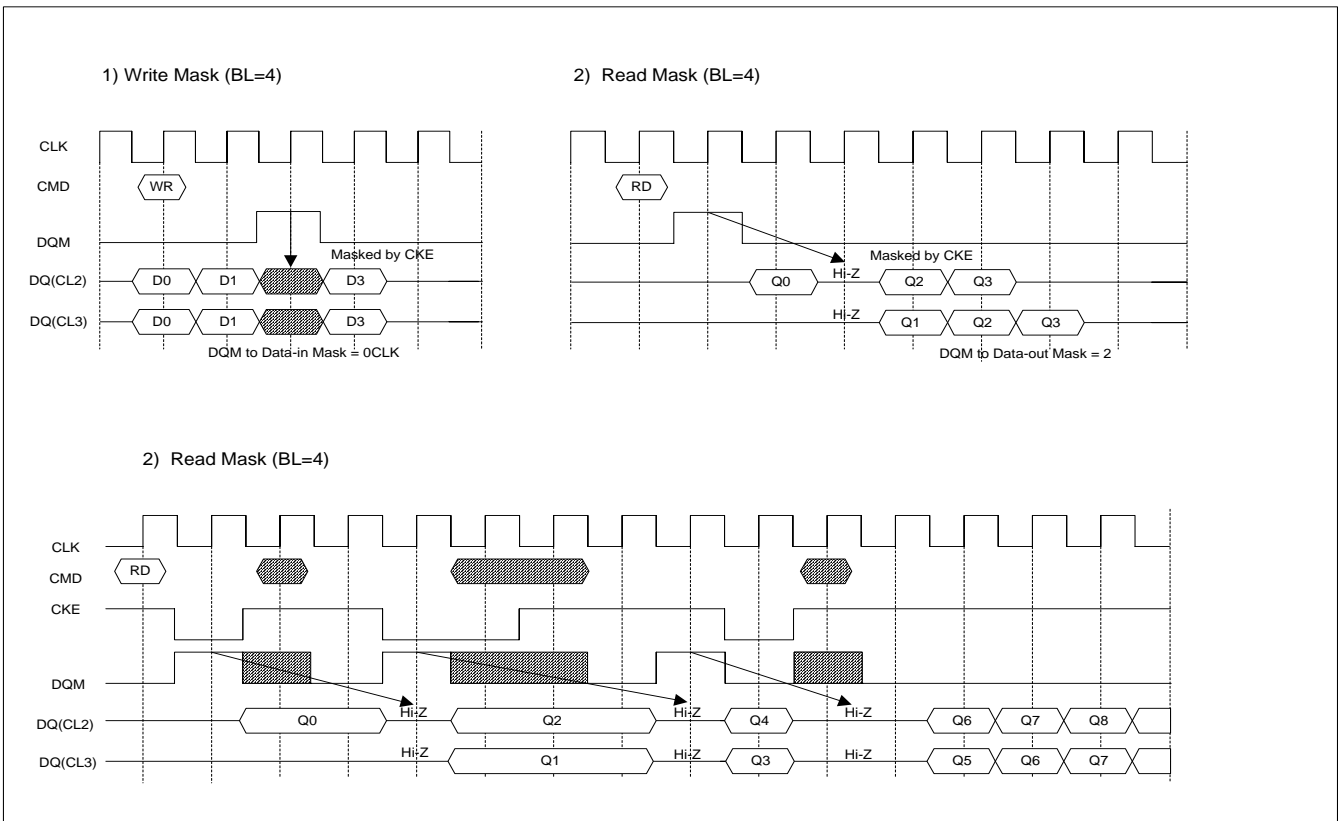 1) Write Mask (BL=4)
CLK
CMD
WR
DQM
Masked by CKE
DQ(CL2)
D0
D1
D3
DQ(CL3)
D0
D1
D3
DQM to Data-in Mask = 0CLK
2) Read Mask (BL=4)
RD
Masked by CKE
Q0
Hi-Z
Q2
Q3
Hi-Z
Q1
Q2
Q3
DQM to Data-out Mask = 2
2) Read Mask (BL=4)
CLK
CMD
RD
CKE
DQM
DQ(CL2)
Q0
Hi-Z
Q2
Hi-Z
Q4
Hi-Z
Q6
Q7
Q8
DQ(CL3)
Hi-Z
Q1
Hi-Z
Q3
Hi-Z
Q5
Q6
Q7